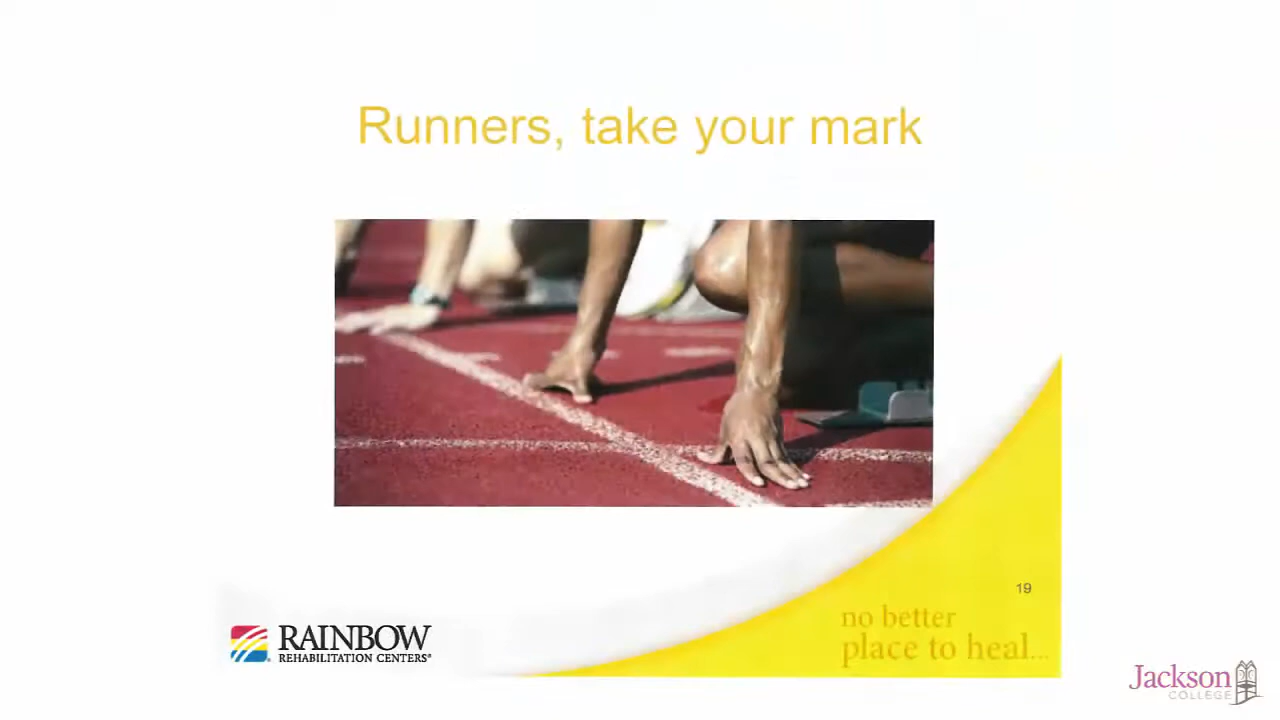 Runners, take your mark
19
no better
place to heal...
RAINBOW
REHABILITATION CENTERS®
Jackson
COLLEGE